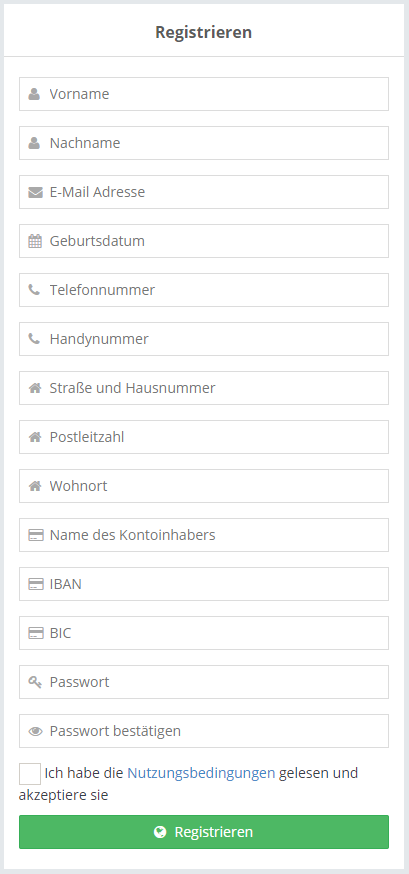 Registrieren
Vorname
Nachname
E-Mail Adresse
Geburtsdatum
Telefonnummer
Handynummer
Straße und Hausnummer
Postleitzahl
Wohnort
Name des Kontoinhabers
IBAN
BIC
Passwort
Passwort bestätigen
Ich habe die Nutzungsbedingungen gelesen und
akzeptiere sie
Registrieren